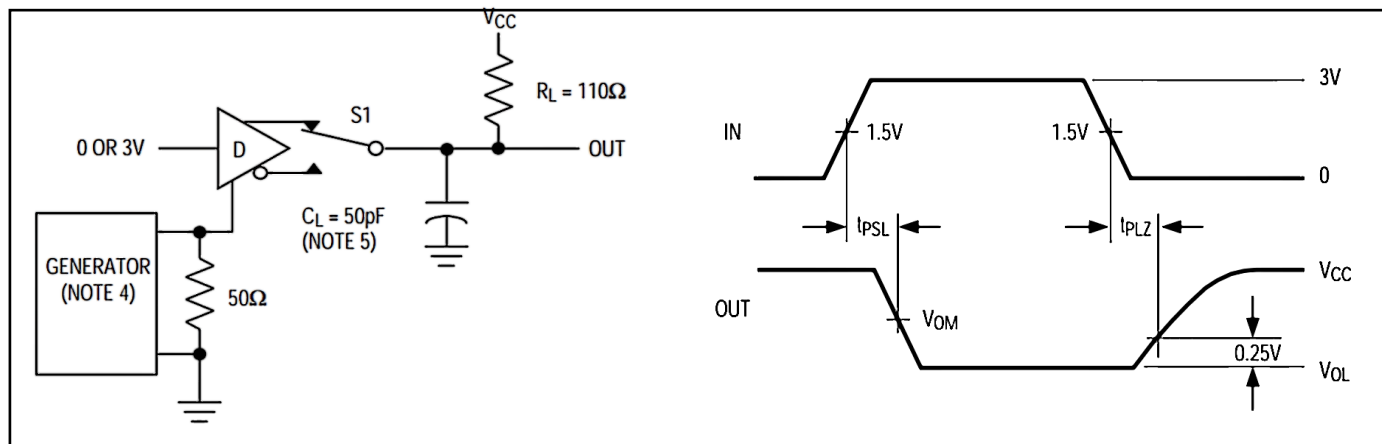 VCC
RL = 110Ω
S1
0 OR 3V
D
OUT
CL = 50pF
(NOTE 5)
GENERATOR
(NOTE 4)
50Ω
3V
IN
1.5V
1.5V
0
tPSL
tPLZ
VCC
OUT
VOM
0.25V
VOL